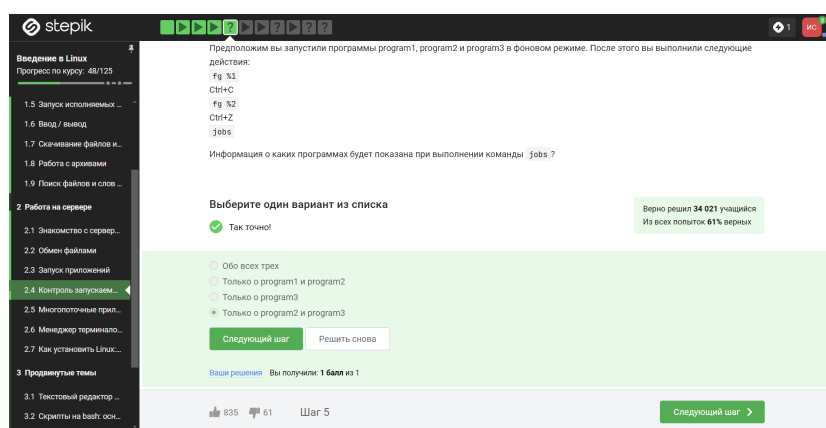 stepik
1
ИС
Введение в Linux
Прогресс по курсу: 48/125
1.5 Запуск исполняемых ...
1.6 Ввод / вывод
1.7 Скачивание файлов и...
1.8 Работа с архивами
1.9 Поиск файлов и слов ...
2 Работа на сервере
2.1 Знакомство с сервер...
2.2 Обмен файлами
2.3 Запуск приложений
2.4 Контроль запускаем...
2.5 Многопоточные прил...
2.6 Менеджер терминало...
2.7 Как установить Linux:...
3 Продвинутые темы
3.1 Текстовый редактор ...
3.2 Скрипты на bash: осн...
Предположим вы запустили программы program1, program2 и program3 в фоновом режиме. После этого вы выполнили следующие
действия:
fg %1
Ctrl+C
fg %2
Ctrl+Z
jobs
Информация о каких программах будет показана при выполнении команды jobs ?
Выберите один вариант из списка
Так точно!
Верно решил 34 021 учащийся
Из всех попыток 61% верных
Обо всех трех
Только о program1 и program2
Только о program3
Только о program2 и program3
Следующий шаг
Решить снова
Ваши решения Вы получили: 1 балл из 1
835 61 Шаг 5
Следующий шаг